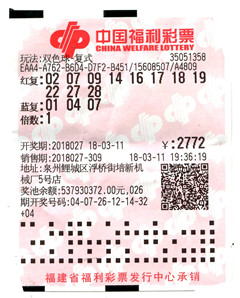 中国福利彩票
CHINA WELFARE LOTTERY
玩法:双色球-复式 35051358
EAA4-A762-B6D4-D7F2-B451/15608507/A4809
红复:02 07 09 14 16 17 18 19
22 27 28
蓝复:01 04 07
倍数:1
开奖期:2018027 18-03-11 ¥:2772
销售期:2018027-309 18-03-11 19:36:19
地址:泉州鲤城区浮桥街培新机
械厂5号店
奖池余额:537930372.00元,026
期开奖号码:04-07-26-12-14-32
+04
福建省福利彩票发行中心承销